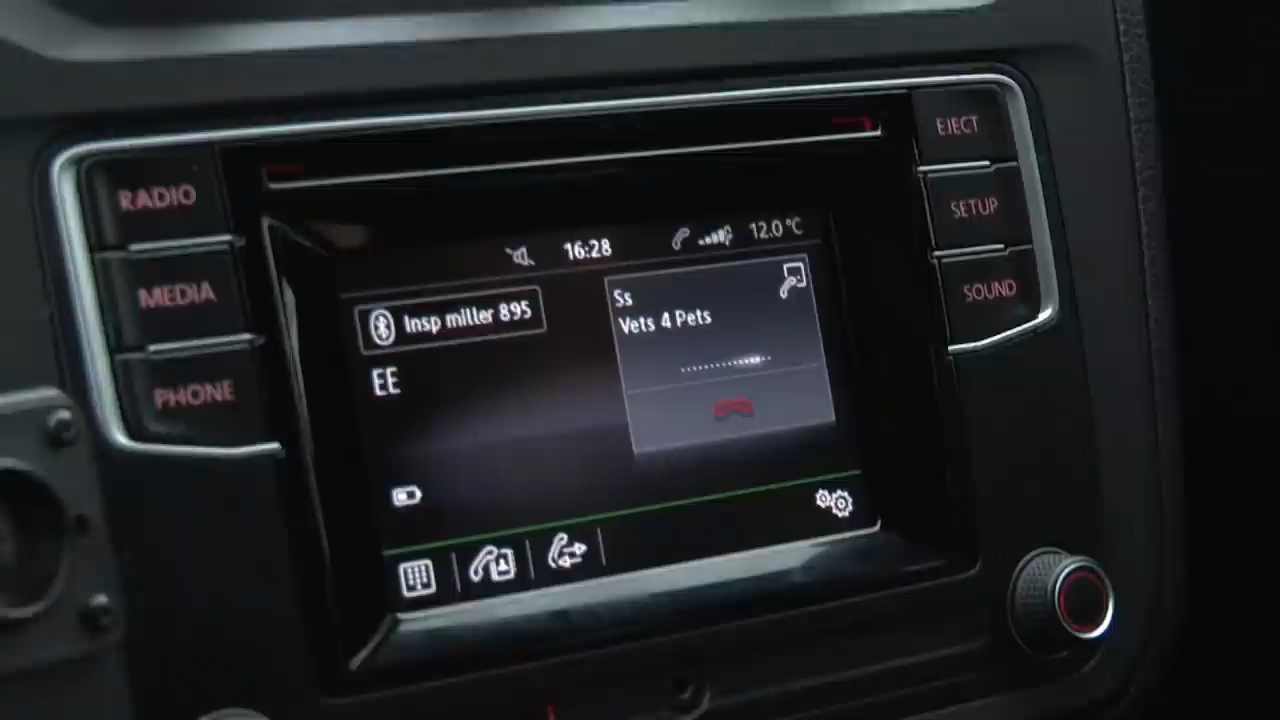 RADIO
MEDIA
PHONE
16:28
12.0 °C
Insp miller 895
EE
Ss
Vets 4 Pets
EJECT
SETUP
SOUND